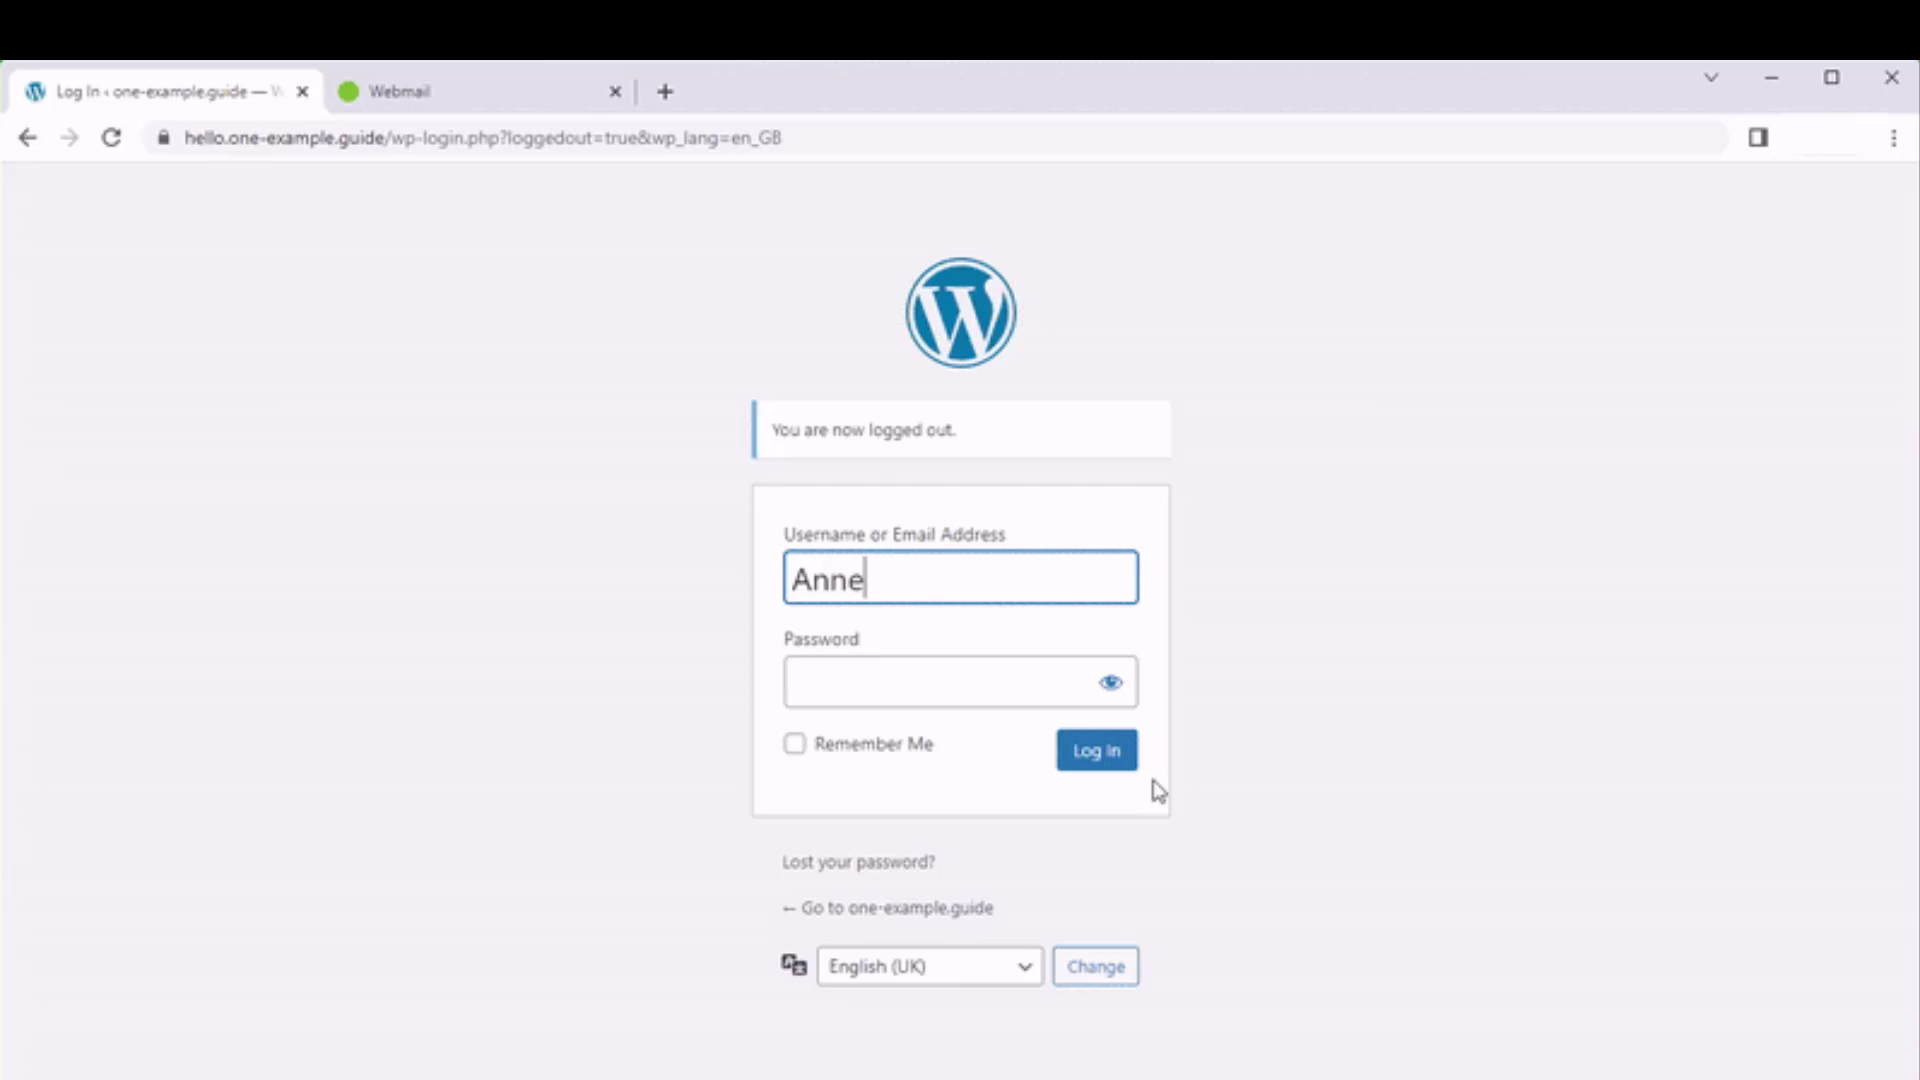 Log In ‹ one-example.guide —
Webmail
hello.one-example.guide/wp-login.php?loggedout=true&wp_lang=en_GB
You are now logged out.
Username or Email Address
Anne
Password
Remember Me
Log In
Lost your password?
← Go to one-example.guide
English (UK)
Change